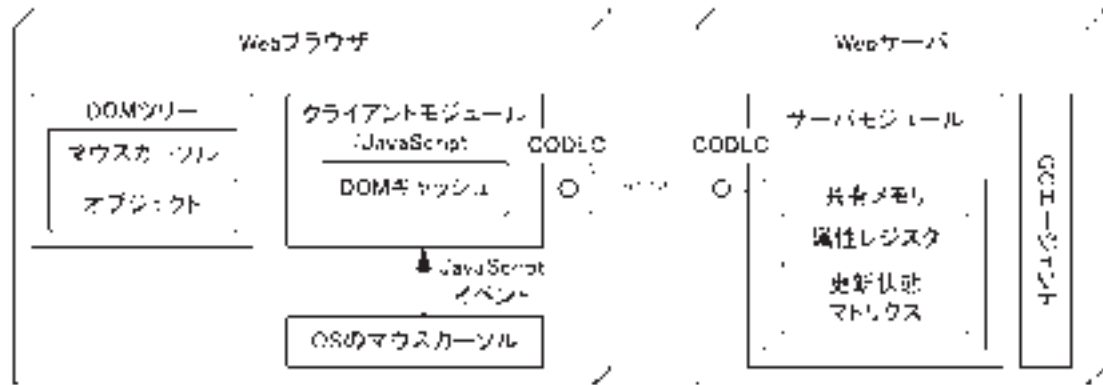 Webブラウザ
DOMツリー
マウスカーソル
オブジェクト
クライアントモジュール
/JavaScript
DOMキャッシュ
CODLC
JavaScript
イベント
OSのマウスカーソル
Webサーバ
CODLC
サーバモジュール
共有メモリ
属性レジスタ
更新状態
マトリクス
GCエージェント